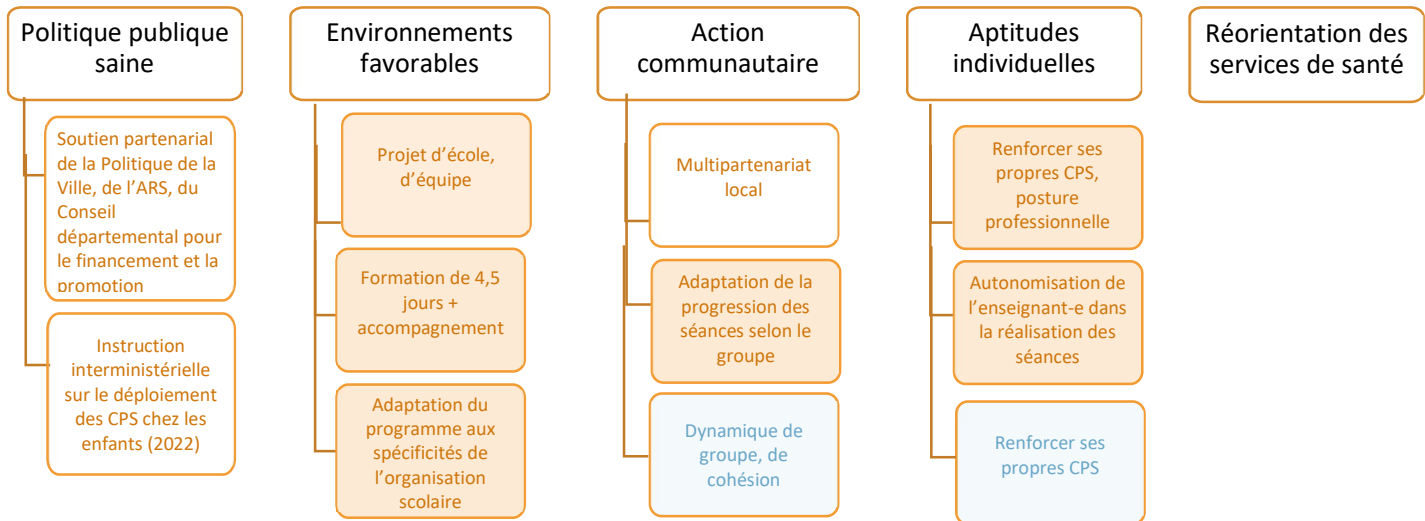 Politique publique
saine
Soutien partenarial
de la Politique de la
Ville, de l’ARS, du
Conseil
départemental pour
le financement et la
promotion
Instruction
interministérielle
sur le déploiement
des CPS chez les
enfants (2022)
Environnements
favorables
Projet d’école,
d’équipe
Formation de 4,5
jours +
accompagnement
Adaptation du
programme aux
spécificités de
l’organisation
scolaire
Action
communautaire
Multipartenariat
local
Adaptation de la
progression des
séances selon le
groupe
Dynamique de
groupe, de
cohésion
Aptitudes
individuelles
Renforcer ses
propres CPS,
posture
professionnelle
Autonomisation de
l’enseignant-e dans
la réalisation des
séances
Renforcer ses
propres CPS
Réorientation des
services de santé